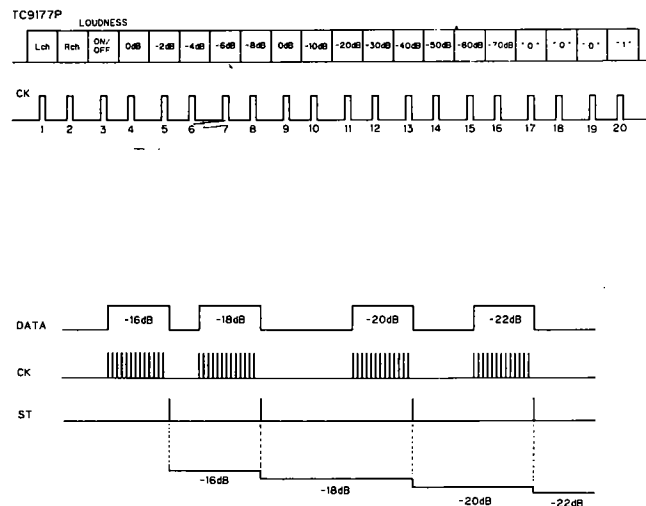 TC9177P
LOUDNESS
Lch Rch ON/OFF 0dB -2dB -4dB -6dB -8dB 0dB -10dB -20dB -30dB -40dB -50dB -60dB -70dB "0" "0" "0" "1"
CK
1 2 3 4 5 6 7 8 9 10 11 12 13 14 15 16 17 18 19 20
DATA -16dB -18dB -20dB -22dB
CK
ST
-16dB
-18dB
-20dB
-22dB